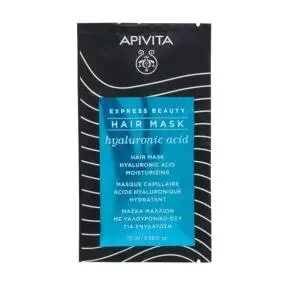 APIVITA
EXPRESS BEAUTY
HAIR MASK
hyaluronic acid
HAIR MASK
HYALURONIC ACID
MOISTURIZING
MASQUE CAPILLAIRE
ACIDE HYALURONIQUE
HYDRATANT
ΜΑΣΚΑ ΜΑΛΛΙΩΝ
ΜΕ ΥΑΛΟΥΡΟΝΙΚΟ ΟΞΥ
ΓΙΑ ΕΝΥΔΑΤΩΣΗ